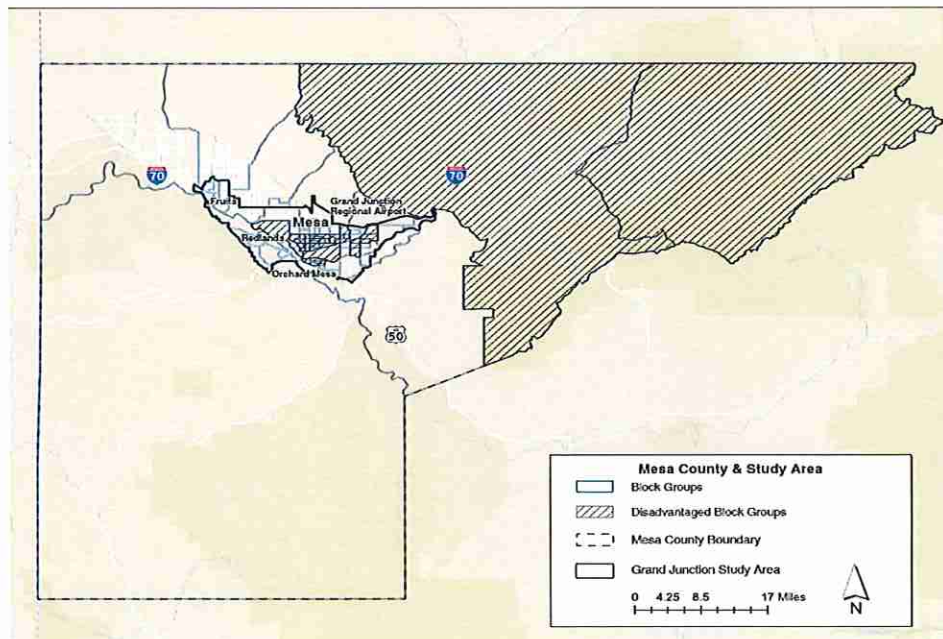 70
70
Fruita
Grand Junction
Regional Airport
Mesa
Redlands
Orchard Mesa
50
Mesa County & Study Area
Block Groups
Disadvantaged Block Groups
Mesa County Boundary
Grand Junction Study Area
0 4.25 8.5 17 Miles
N